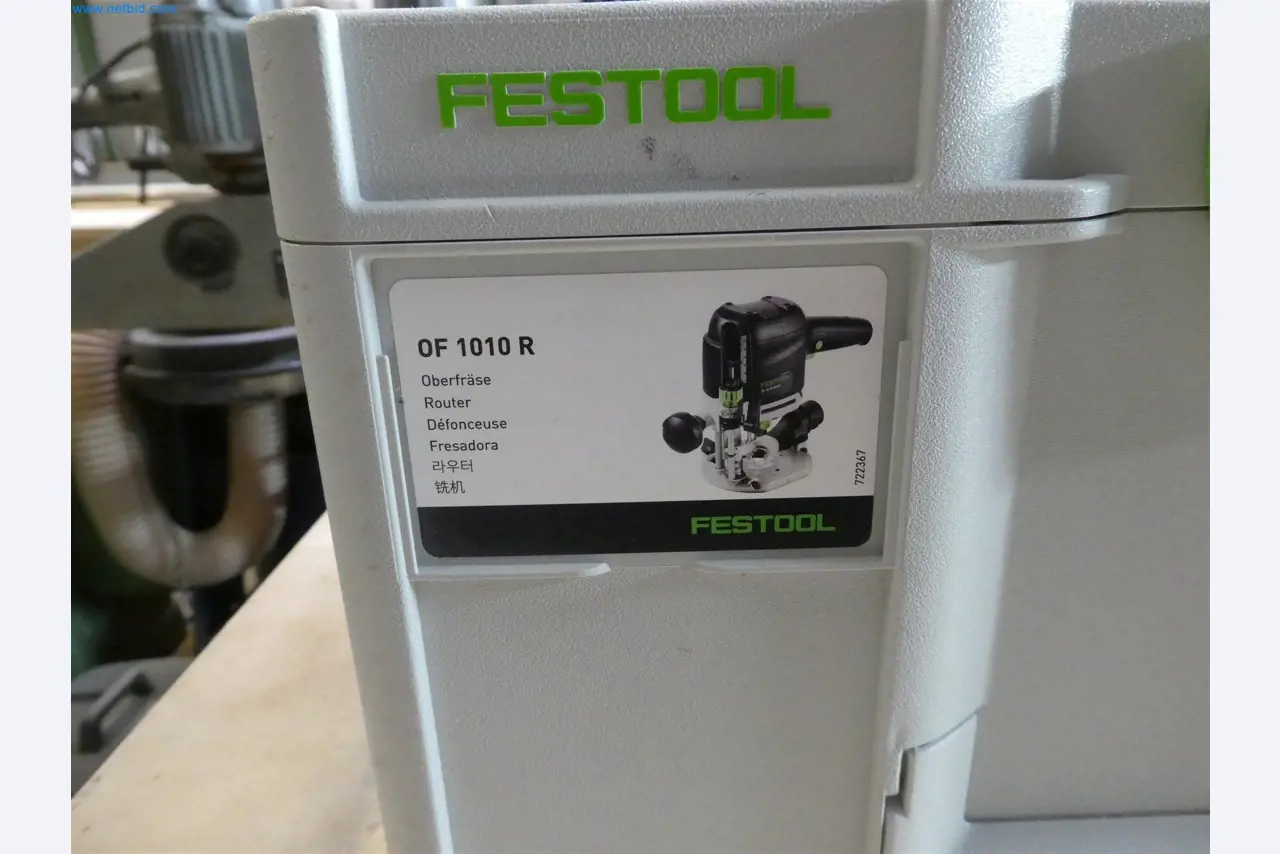 www.netbid.com
FESTOOL
OF 1010 R
Oberfräse
Router
Défonceuse
Fresadora
라우터
铣机
722367
FESTOOL